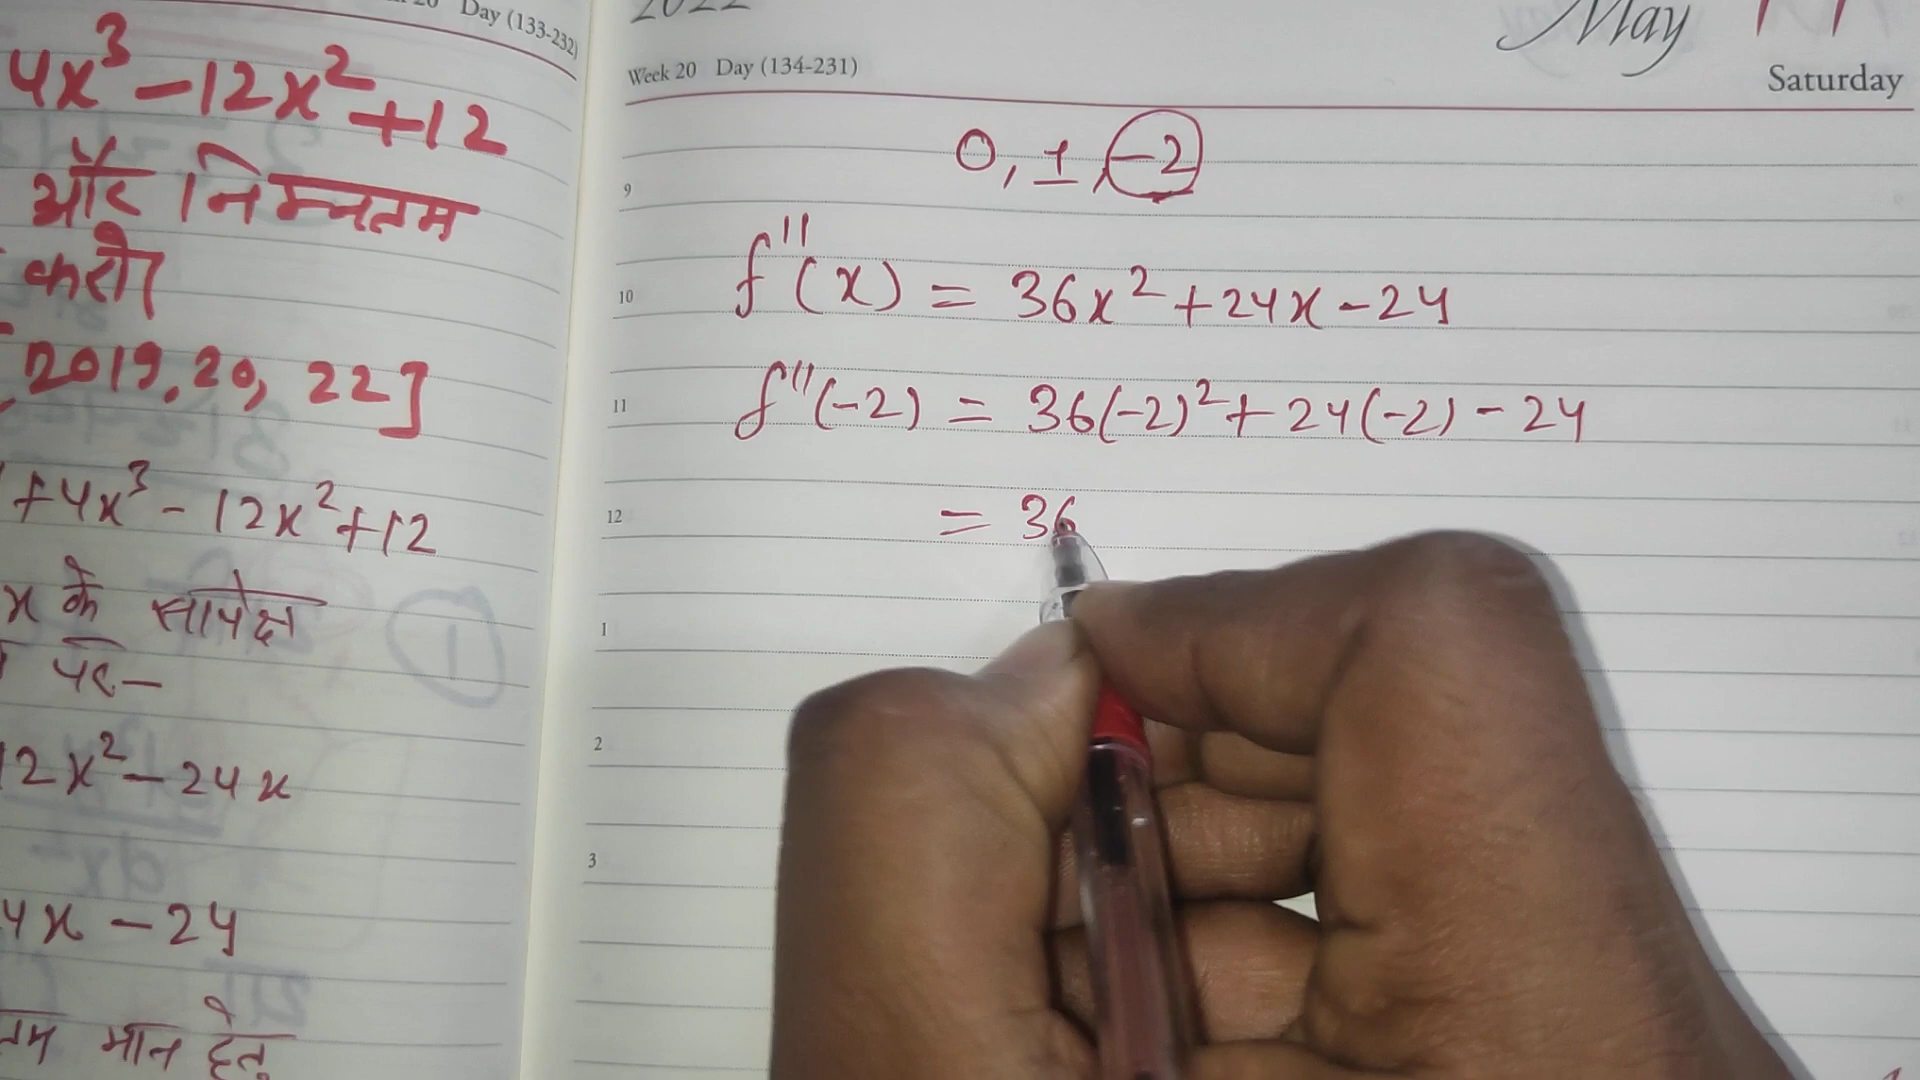 Day (133-232)
4x³-12x²+12
और निम्नतम
करो।
2019, 20, 22]
+4x³-12x²+12
x के सापेक्ष
पर-
12x²-24x
4x-24
मान हेतु
2022
May
Week 20 Day (134-231)
Saturday
0, 1, -2
9
f''(x) = 36x²+24x-24
10
f''(-2) = 36(-2)²+24(-2)-24
11
= 36
12
1
2
3